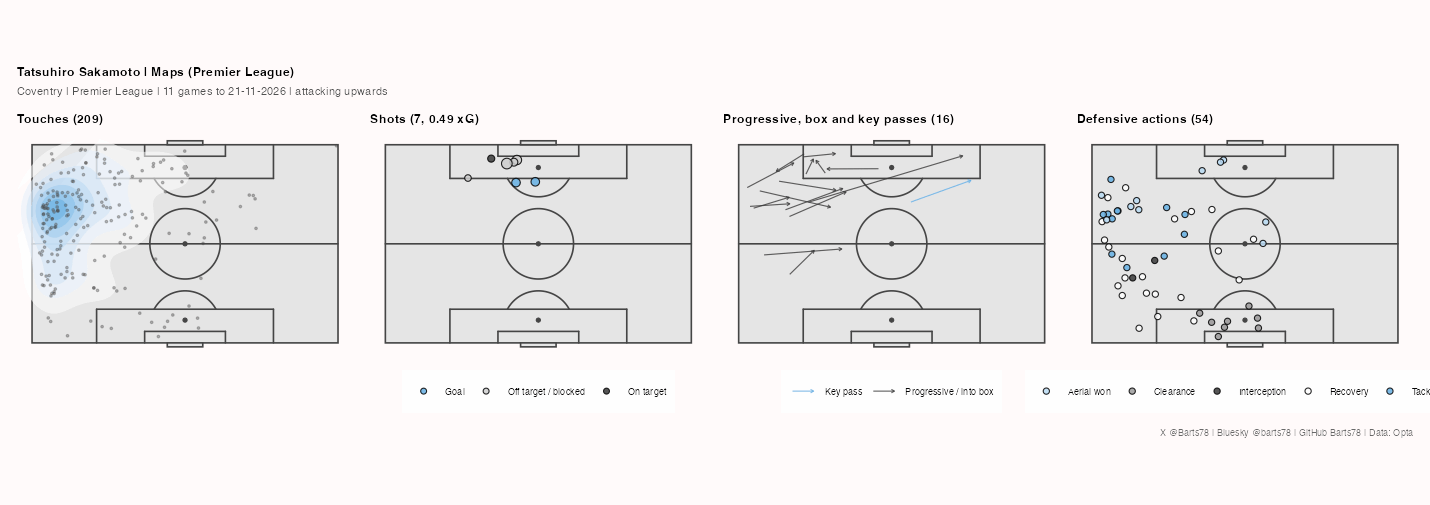 Tatsuhiro Sakamoto | Maps (Premier League)
Coventry | Premier League | 11 games to 21-11-2026 | attacking upwards
Touches (209)
Shots (7, 0.49 xG)
Progressive, box and key passes (16)
Defensive actions (54)
Goal
Off target / blocked
On target
Key pass
Progressive / into box
Aerial won
Clearance
Interception
Recovery
Tack
X @Barts78 | Bluesky @barts78 | GitHub Barts78 | Data: Opta